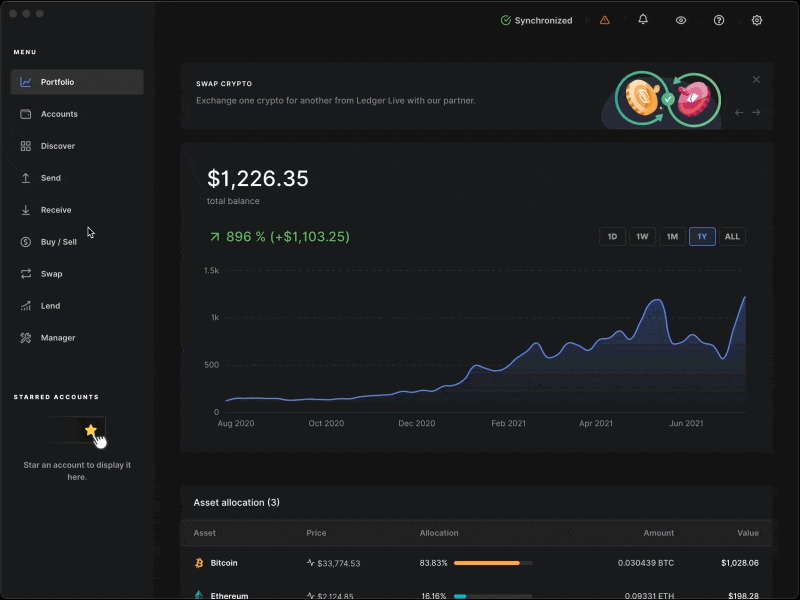 Synchronized
MENU
Portfolio
Accounts
Discover
Send
Receive
Buy / Sell
Swap
Lend
Manager
STARRED ACCOUNTS
Star an account to display it
here.
SWAP CRYPTO
Exchange one crypto for another from Ledger Live with our partner.
$1,226.35
total balance
896 % (+$1,103.25)
1D 1W 1M 1Y ALL
1.5k
1k
500
0
Aug 2020 Oct 2020 Dec 2020 Feb 2021 Apr 2021 Jun 2021
Asset allocation (3)
Asset Price Allocation Amount Value
Bitcoin $33,774.53 83.83% 0.030439 BTC $1,028.06
Ethereum $2,124.85 16.16% 0.09331 ETH $198.28